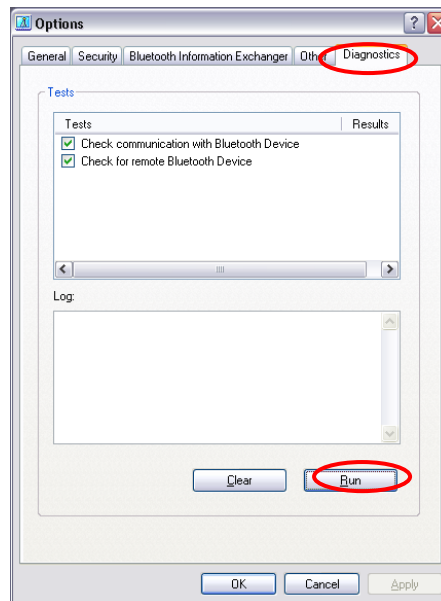 Options
General Security Bluetooth Information Exchanger Other Diagnostics
Tests
Tests Results
Check communication with Bluetooth Device
Check for remote Bluetooth Device
Log:
Clear Run
OK Cancel Apply